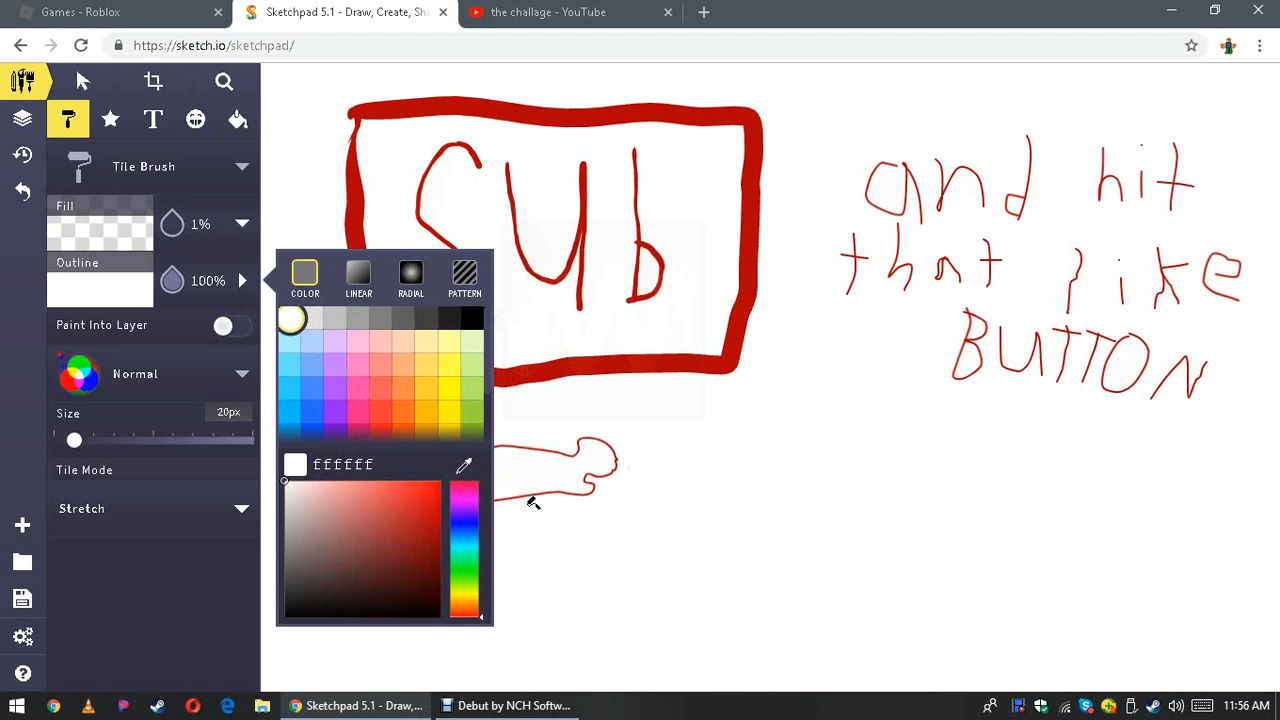 Games - Roblox
Sketchpad 5.1 - Draw, Create, Sha
the challage - YouTube
https://sketch.io/sketchpad/
Tile Brush
Fill
1%
Outline
100%
Paint Into Layer
Normal
Size
20px
Tile Mode
Stretch
COLOR LINEAR RADIAL PATTERN
ffffff
SUb
and hit
that like
BUTTON
Sketchpad 5.1 - Draw,...
Debut by NCH Softw...
11:56 AM